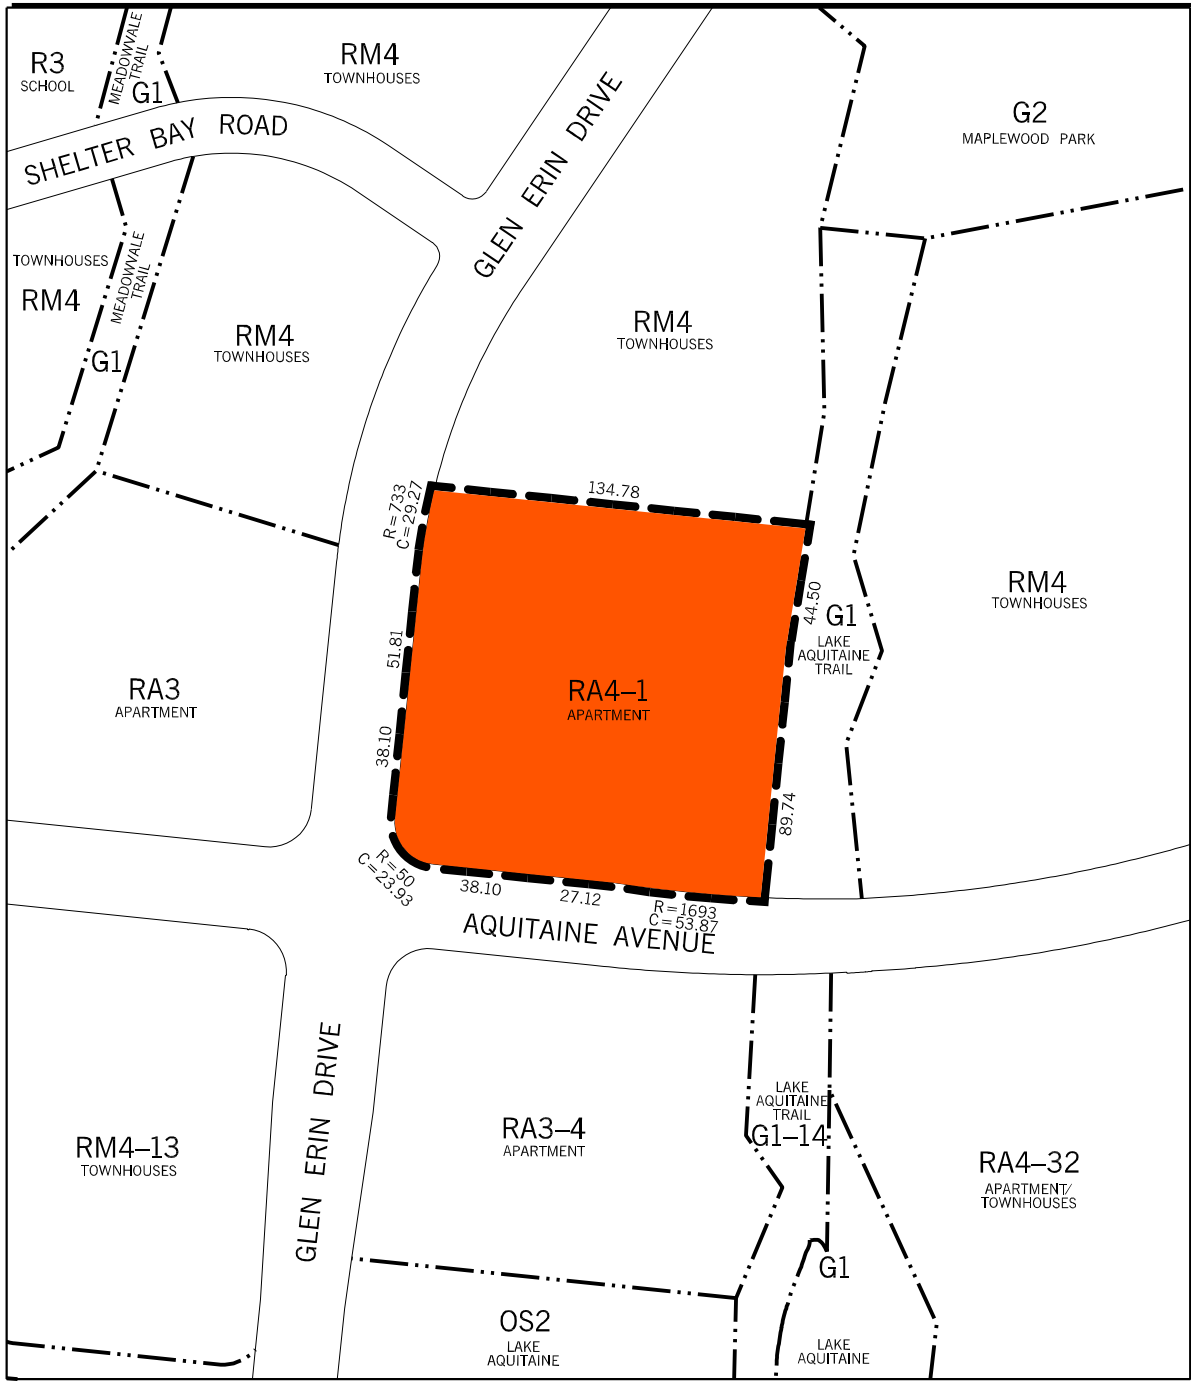 R3
SCHOOL
MEADOWVALE
TRAIL
G1
RM4
TOWNHOUSES
G2
MAPLEWOOD PARK
SHELTER BAY ROAD
GLEN ERIN DRIVE
TOWNHOUSES
RM4
MEADOWVALE
TRAIL
G1
RM4
TOWNHOUSES
RM4
TOWNHOUSES
R=733
C=29.27
134.78
44.50
G1
LAKE
AQUITAINE
TRAIL
RM4
TOWNHOUSES
51.81
RA3
APARTMENT
RA4–1
APARTMENT
38.10
89.74
R=50
C=23.93
38.10
27.12
R=1693
C=53.87
AQUITAINE AVENUE
GLEN ERIN DRIVE
RM4–13
TOWNHOUSES
RA3–4
APARTMENT
LAKE
AQUITAINE
TRAIL
G1–14
RA4–32
APARTMENT/
TOWNHOUSES
G1
OS2
LAKE
AQUITAINE
LAKE
AQUITAINE